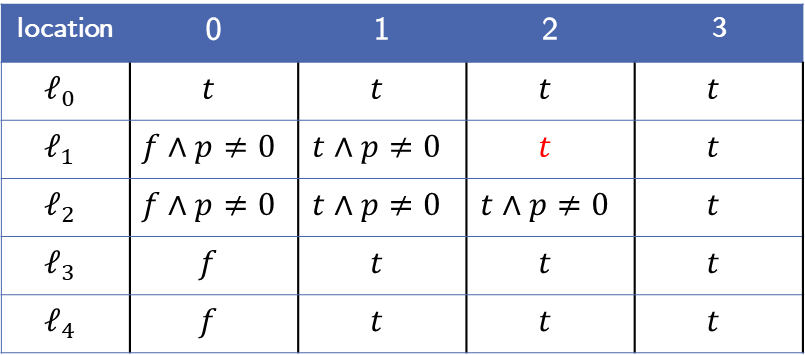 location 0 1 2 3
ℓ₀ t t t t
ℓ₁ f ∧ p ≠ 0 t ∧ p ≠ 0 t t
ℓ₂ f ∧ p ≠ 0 t ∧ p ≠ 0 t ∧ p ≠ 0 t
ℓ₃ f t t t
ℓ₄ f t t t